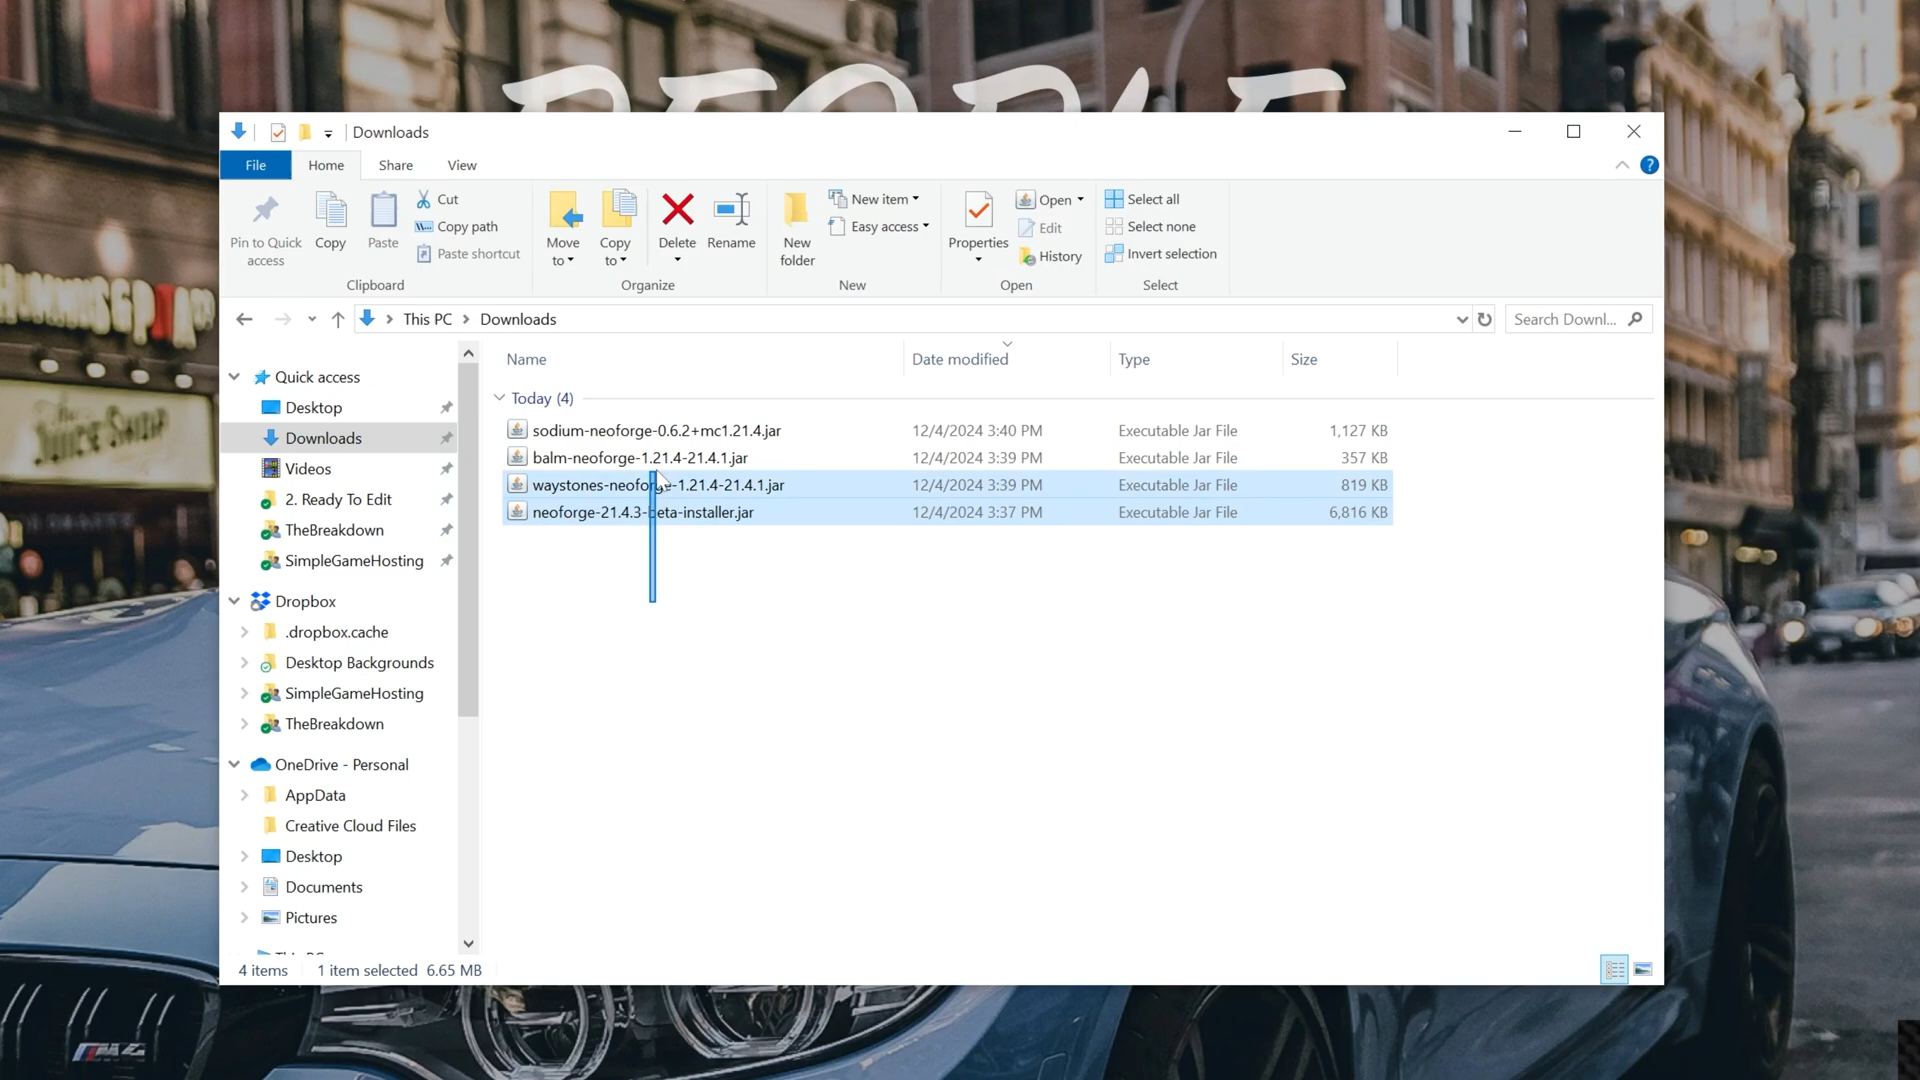 PEOPLE
Downloads
File Home Share View
Pin to Quick access
Copy
Paste
Cut
Copy path
Paste shortcut
Clipboard
Move to
Copy to
Delete
Rename
Organize
New folder
New item
Easy access
New
Properties
Open
Edit
History
Open
Select all
Select none
Invert selection
Select
This PC > Downloads
Search Downl...
Name Date modified Type Size
Today (4)
sodium-neoforge-0.6.2+mc1.21.4.jar 12/4/2024 3:40 PM Executable Jar File 1,127 KB
balm-neoforge-1.21.4-21.4.1.jar 12/4/2024 3:39 PM Executable Jar File 357 KB
waystones-neoforge-1.21.4-21.4.1.jar 12/4/2024 3:39 PM Executable Jar File 819 KB
neoforge-21.4.3-beta-installer.jar 12/4/2024 3:37 PM Executable Jar File 6,816 KB
Quick access
Desktop
Downloads
Videos
2. Ready To Edit
TheBreakdown
SimpleGameHosting
Dropbox
.dropbox.cache
Desktop Backgrounds
SimpleGameHosting
TheBreakdown
OneDrive - Personal
AppData
Creative Cloud Files
Desktop
Documents
Pictures
This PC
4 items 1 item selected 6.65 MB
M4